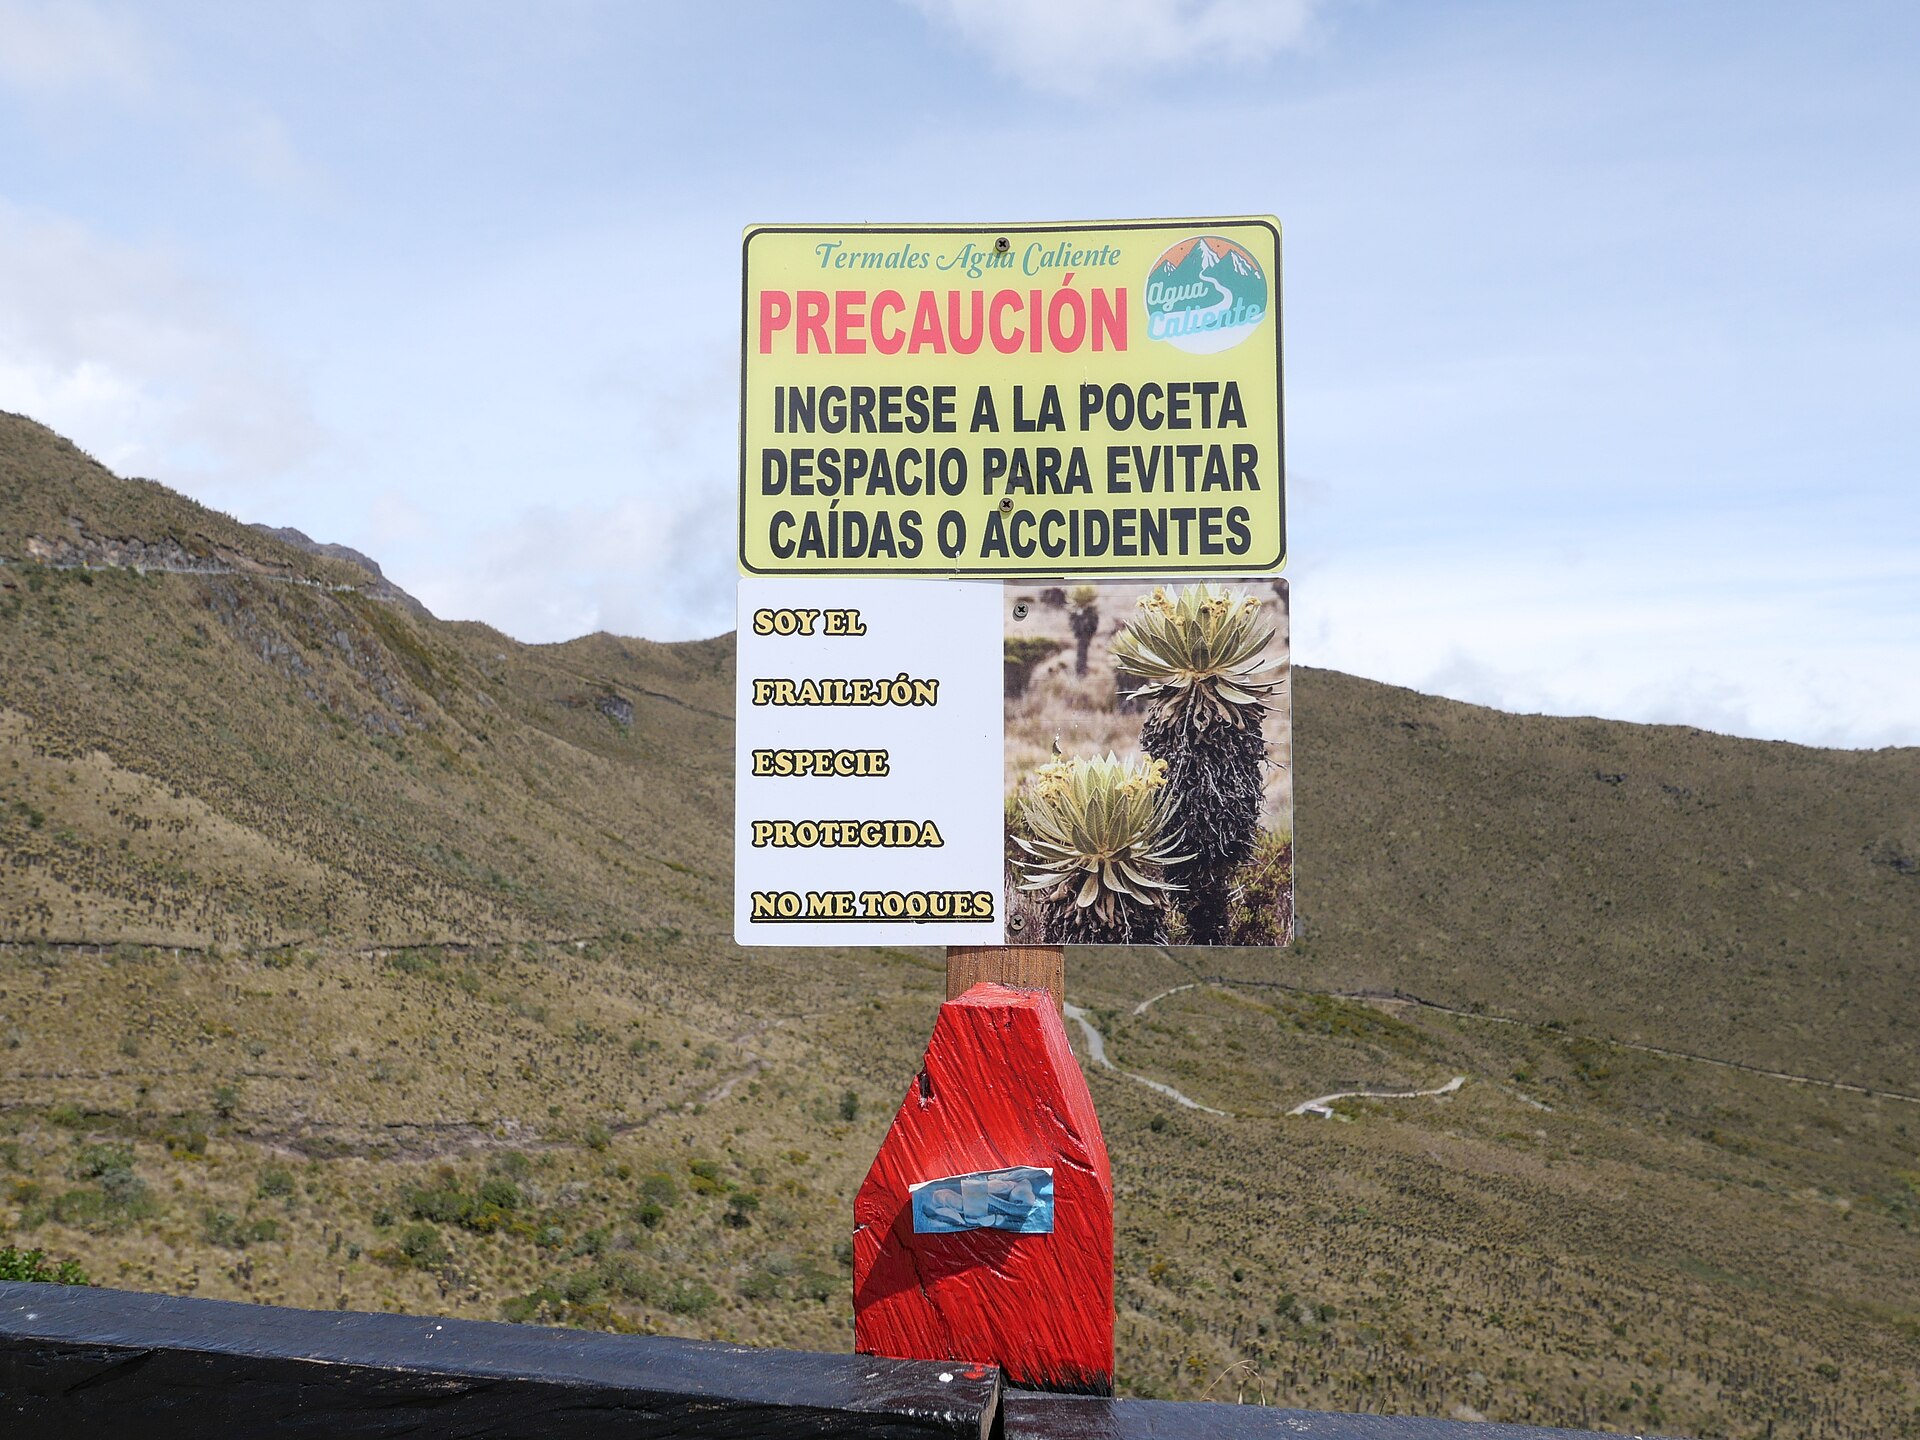 Termales Agua Caliente
Agua
Caliente
PRECAUCIÓN
INGRESE A LA POCETA
DESPACIO PARA EVITAR
CAÍDAS O ACCIDENTES
SOY EL
FRAILEJÓN
ESPECIE
PROTEGIDA
NO ME TOQUES